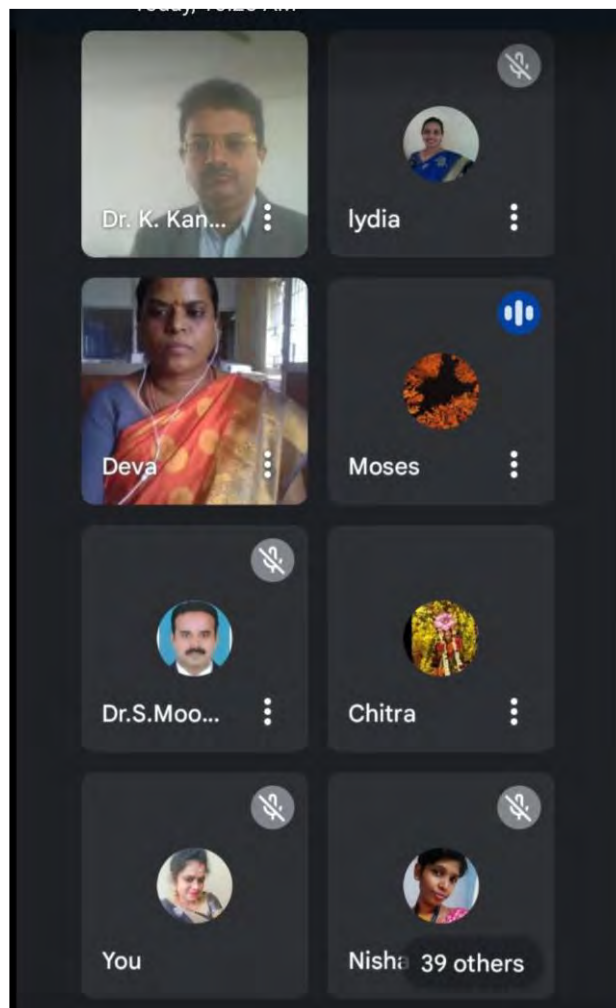 Dr. K. Kan...
lydia
Deva
Moses
Dr.S.Moo...
Chitra
You
Nisha
39 others